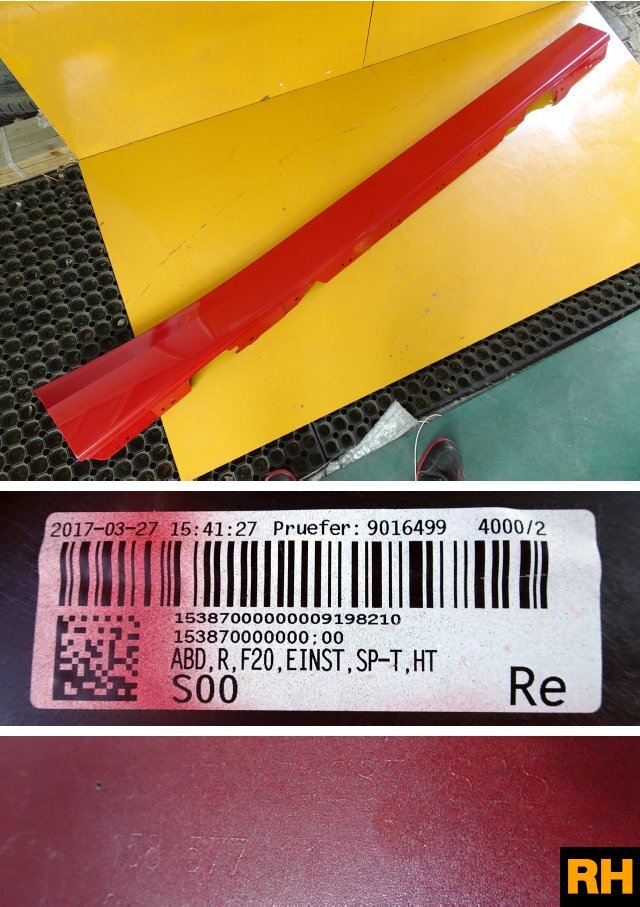 2017-03-27 15:41:27 Pruefer: 9016499 4000/2
15387000000009198210
153870000000;00
ABD,R,F20,EINST,SP-T,HT
S00 Re
RH